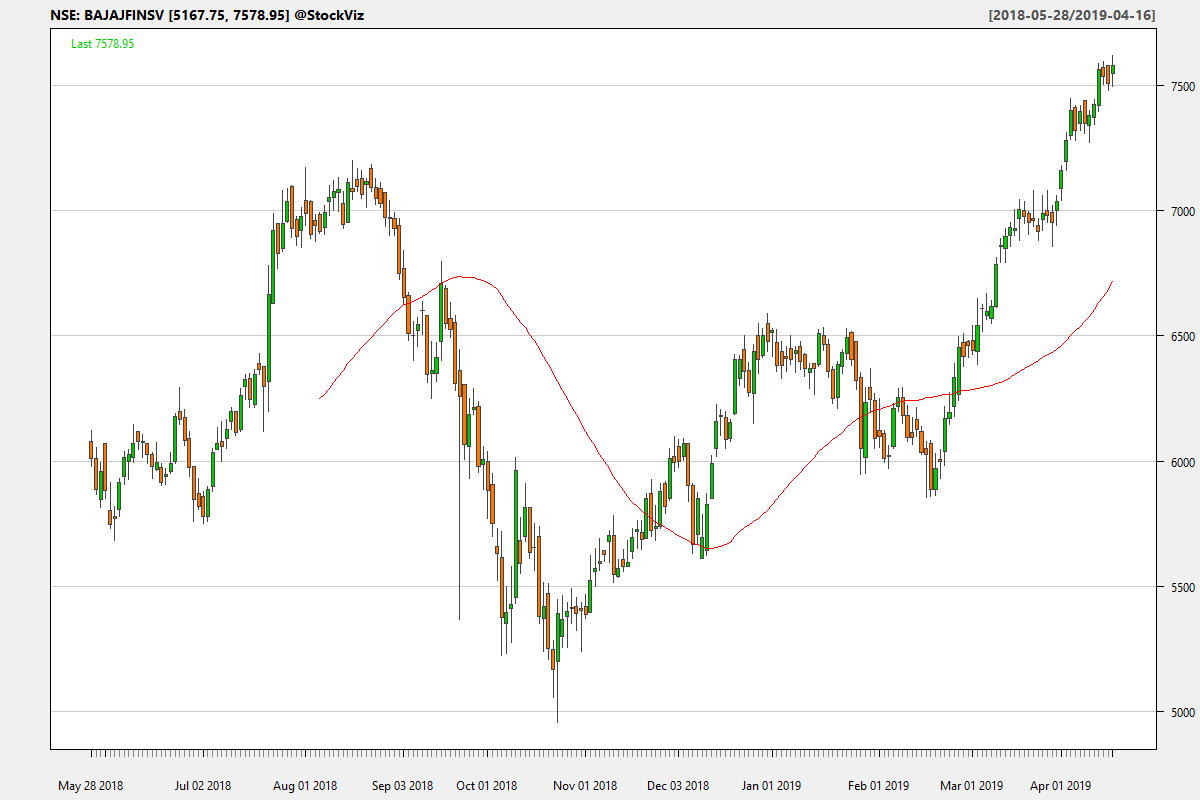 NSE: BAJAJFINSV [5167.75, 7578.95] @StockViz [2018-05-28/2019-04-16]
Last 7578.95
7500
7000
6500
6000
5500
5000
May 28 2018 Jul 02 2018 Aug 01 2018 Sep 03 2018 Oct 01 2018 Nov 01 2018 Dec 03 2018 Jan 01 2019 Feb 01 2019 Mar 01 2019 Apr 01 2019